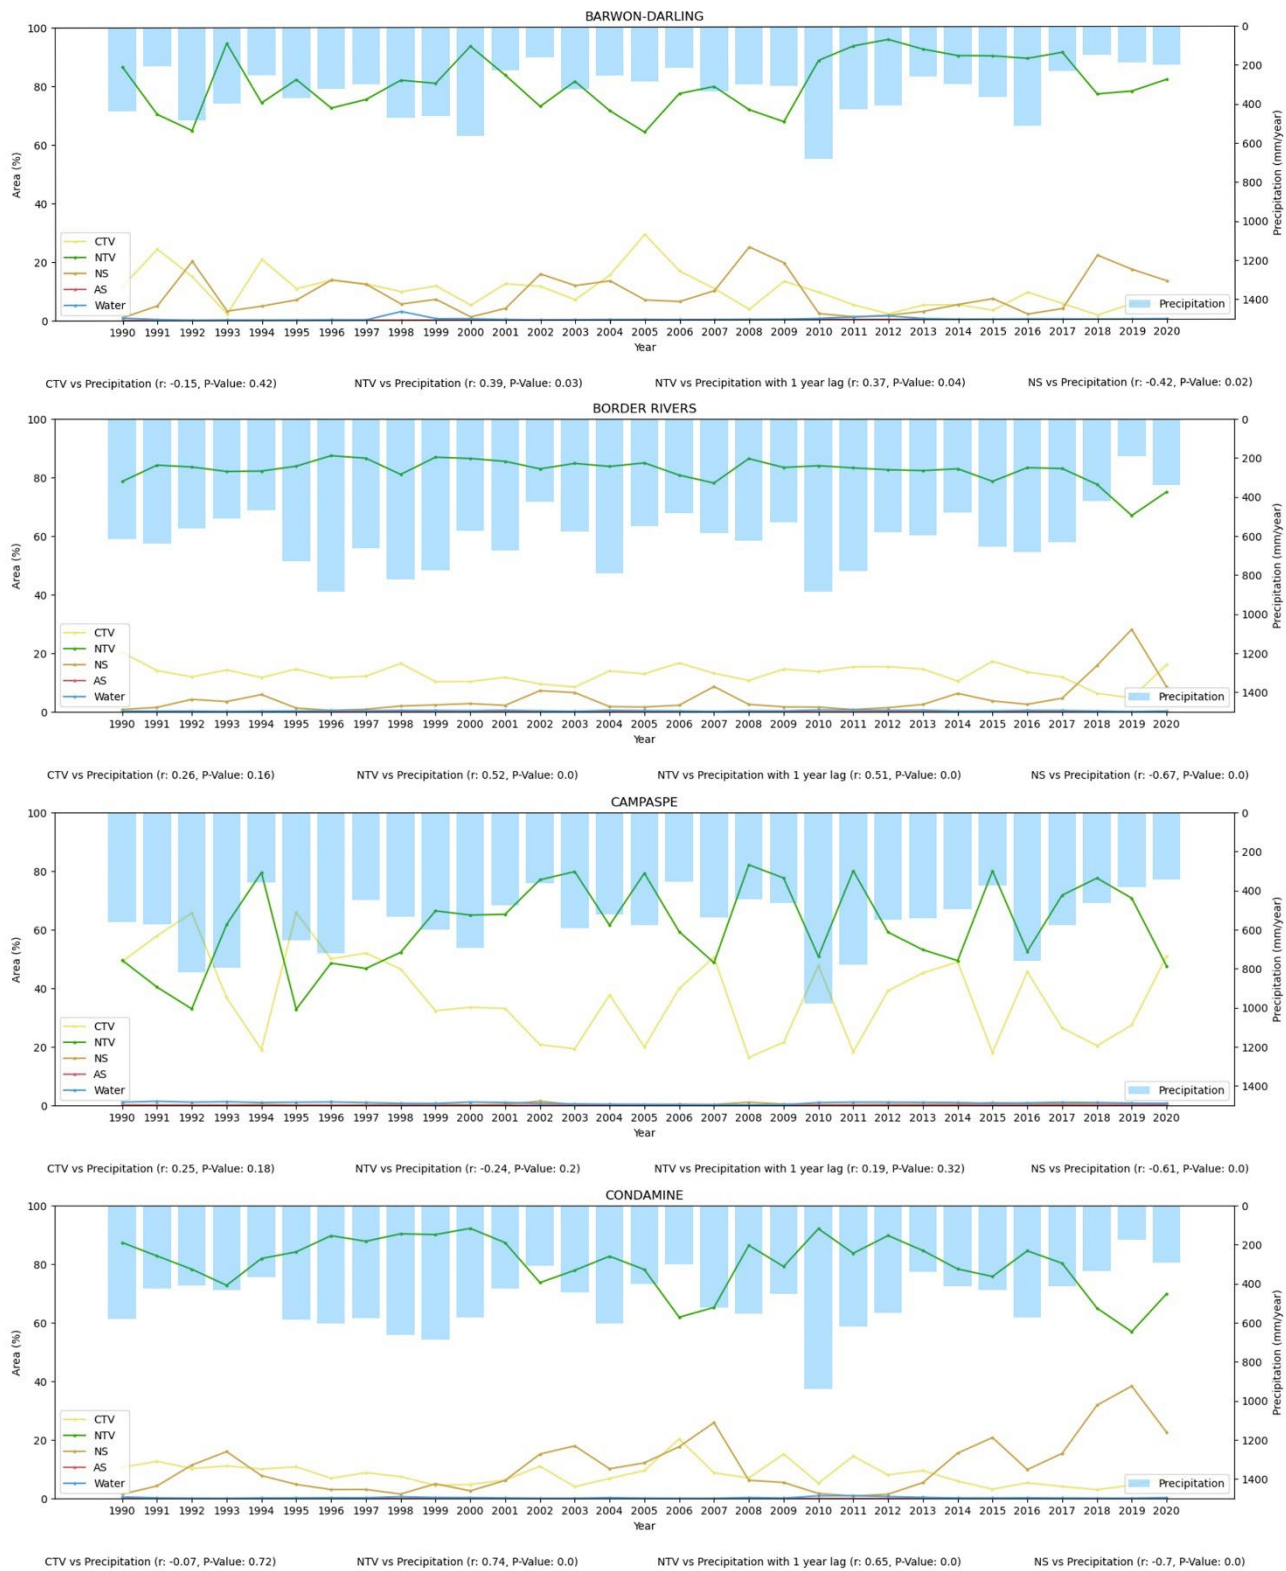 BARWON-DARLING
100
80
60
40
20
0
Area (%)
0
200
400
600
800
1000
1200
1400
Precipitation (mm/year)
CTV
NTV
NS
AS
Water
Precipitation
1990 1991 1992 1993 1994 1995 1996 1997 1998 1999 2000 2001 2002 2003 2004 2005 2006 2007 2008 2009 2010 2011 2012 2013 2014 2015 2016 2017 2018 2019 2020
Year
CTV vs Precipitation (r: -0.15, P-Value: 0.42) NTV vs Precipitation (r: 0.39, P-Value: 0.03) NTV vs Precipitation with 1 year lag (r: 0.37, P-Value: 0.04) NS vs Precipitation (r: -0.42, P-Value: 0.02)
BORDER RIVERS
100
80
60
40
20
0
Area (%)
0
200
400
600
800
1000
1200
1400
Precipitation (mm/year)
CTV
NTV
NS
AS
Water
Precipitation
1990 1991 1992 1993 1994 1995 1996 1997 1998 1999 2000 2001 2002 2003 2004 2005 2006 2007 2008 2009 2010 2011 2012 2013 2014 2015 2016 2017 2018 2019 2020
Year
CTV vs Precipitation (r: 0.26, P-Value: 0.16) NTV vs Precipitation (r: 0.52, P-Value: 0.0) NTV vs Precipitation with 1 year lag (r: 0.51, P-Value: 0.0) NS vs Precipitation (r: -0.67, P-Value: 0.0)
CAMPASPE
100
80
60
40
20
0
Area (%)
0
200
400
600
800
1000
1200
1400
Precipitation (mm/year)
CTV
NTV
NS
AS
Water
Precipitation
1990 1991 1992 1993 1994 1995 1996 1997 1998 1999 2000 2001 2002 2003 2004 2005 2006 2007 2008 2009 2010 2011 2012 2013 2014 2015 2016 2017 2018 2019 2020
Year
CTV vs Precipitation (r: 0.25, P-Value: 0.18) NTV vs Precipitation (r: -0.24, P-Value: 0.2) NTV vs Precipitation with 1 year lag (r: 0.19, P-Value: 0.32) NS vs Precipitation (r: -0.61, P-Value: 0.0)
CONDAMINE
100
80
60
40
20
0
Area (%)
0
200
400
600
800
1000
1200
1400
Precipitation (mm/year)
CTV
NTV
NS
AS
Water
Precipitation
1990 1991 1992 1993 1994 1995 1996 1997 1998 1999 2000 2001 2002 2003 2004 2005 2006 2007 2008 2009 2010 2011 2012 2013 2014 2015 2016 2017 2018 2019 2020
Year
CTV vs Precipitation (r: -0.07, P-Value: 0.72) NTV vs Precipitation (r: 0.74, P-Value: 0.0) NTV vs Precipitation with 1 year lag (r: 0.65, P-Value: 0.0) NS vs Precipitation (r: -0.7, P-Value: 0.0)